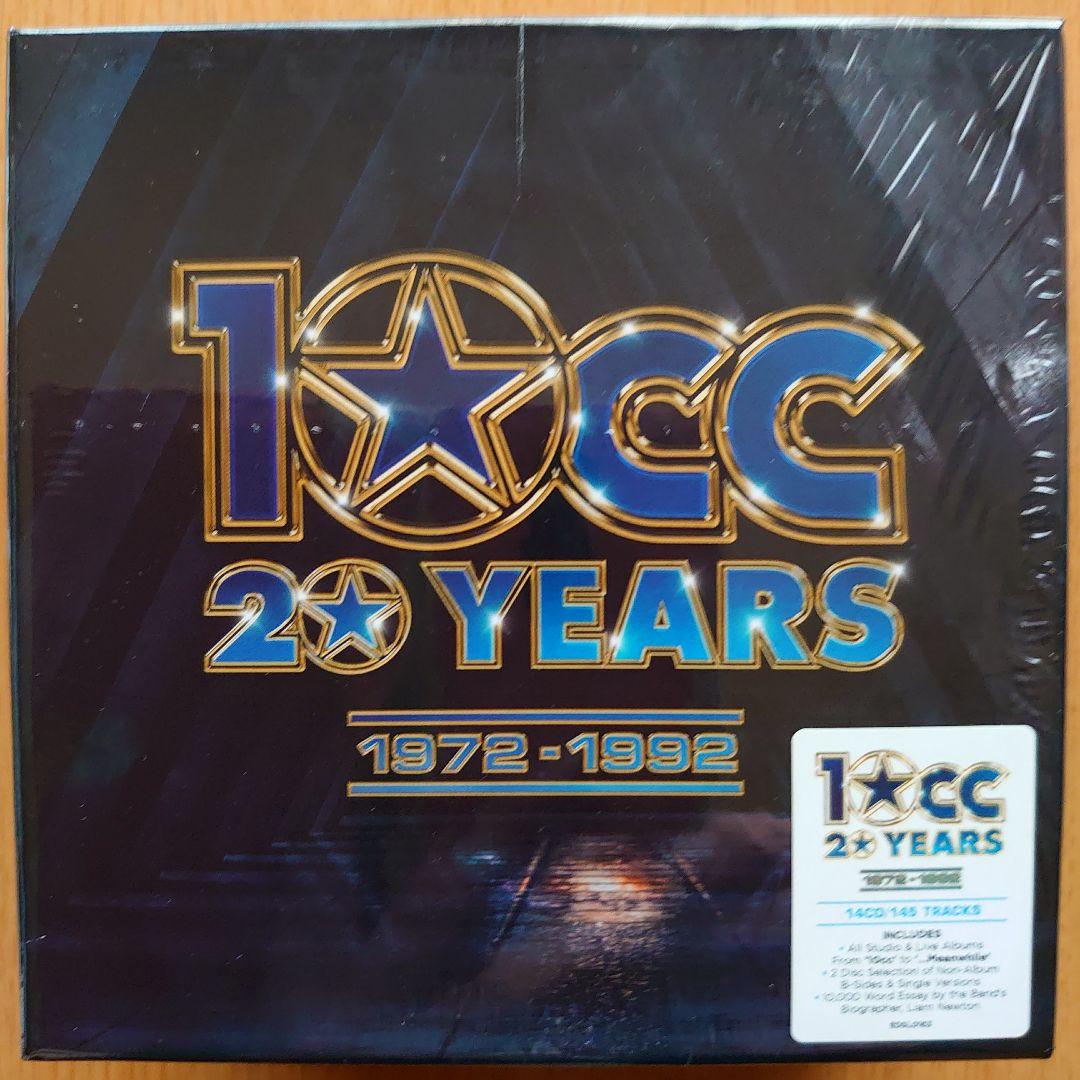 10cc
20 YEARS
1972-1992
10cc
20 YEARS
1972-1992
14CD/145 TRACKS
INCLUDES
• All Studio & Live Albums
From '10cc' to '...Meanwhile'
• 2 Disc Selection of Non-Album
B-Sides & Single Versions
• 10,000 Word Essay by the Band's
Biographer, Liam Newton